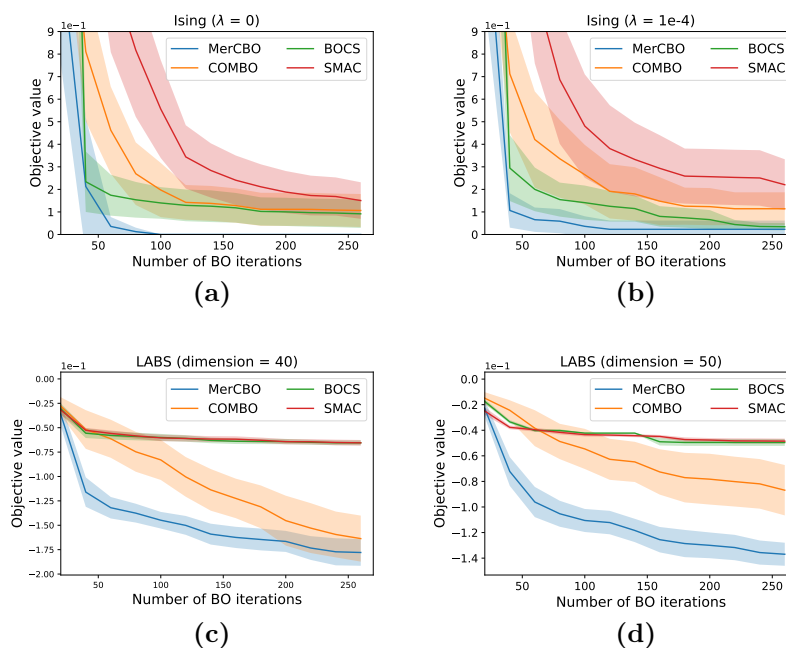 Ising (λ = 0)
1e−1
MerCBO
COMBO
BOCS
SMAC
Objective value
9
8
7
6
5
4
3
2
1
0
50 100 150 200 250
Number of BO iterations
(a)
Ising (λ = 1e-4)
1e−1
MerCBO
COMBO
BOCS
SMAC
Objective value
9
8
7
6
5
4
3
2
1
0
50 100 150 200 250
Number of BO iterations
(b)
LABS (dimension = 40)
1e−1
MerCBO
COMBO
BOCS
SMAC
Objective value
0.00
−0.25
−0.50
−0.75
−1.00
−1.25
−1.50
−1.75
−2.00
50 100 150 200 250
Number of BO iterations
(c)
LABS (dimension = 50)
1e−1
MerCBO
COMBO
BOCS
SMAC
Objective value
0.0
−0.2
−0.4
−0.6
−0.8
−1.0
−1.2
−1.4
50 100 150 200 250
Number of BO iterations
(d)